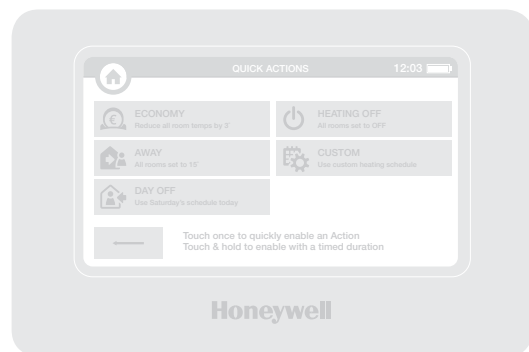 QUICK ACTIONS 12:03
ECONOMY
Reduce all room temps by 3°
HEATING OFF
All rooms set to OFF
AWAY
All rooms set to 15°
CUSTOM
Use custom heating schedule
DAY OFF
Use Saturday's schedule today
Touch once to quickly enable an Action
Touch & hold to enable with a timed duration
Honeywell